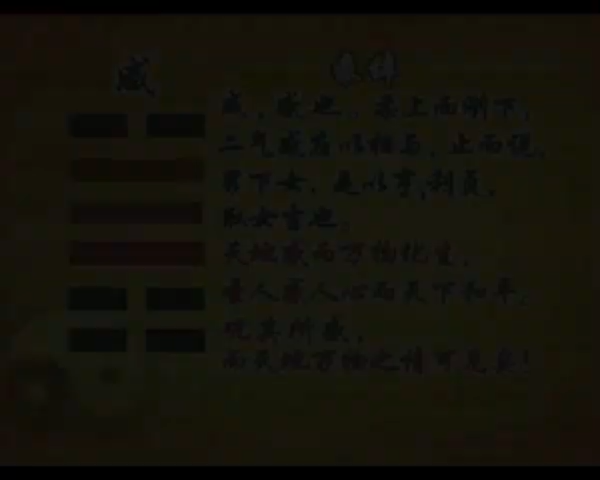 咸
彖辞
咸，感也，柔上而刚下，
二气感应以相与，止而说，
男下女，是以亨,利贞，
取女吉也。
天地感而万物化生，
圣人感人心而天下和平，
观其所感，
而天地万物之情可见矣！